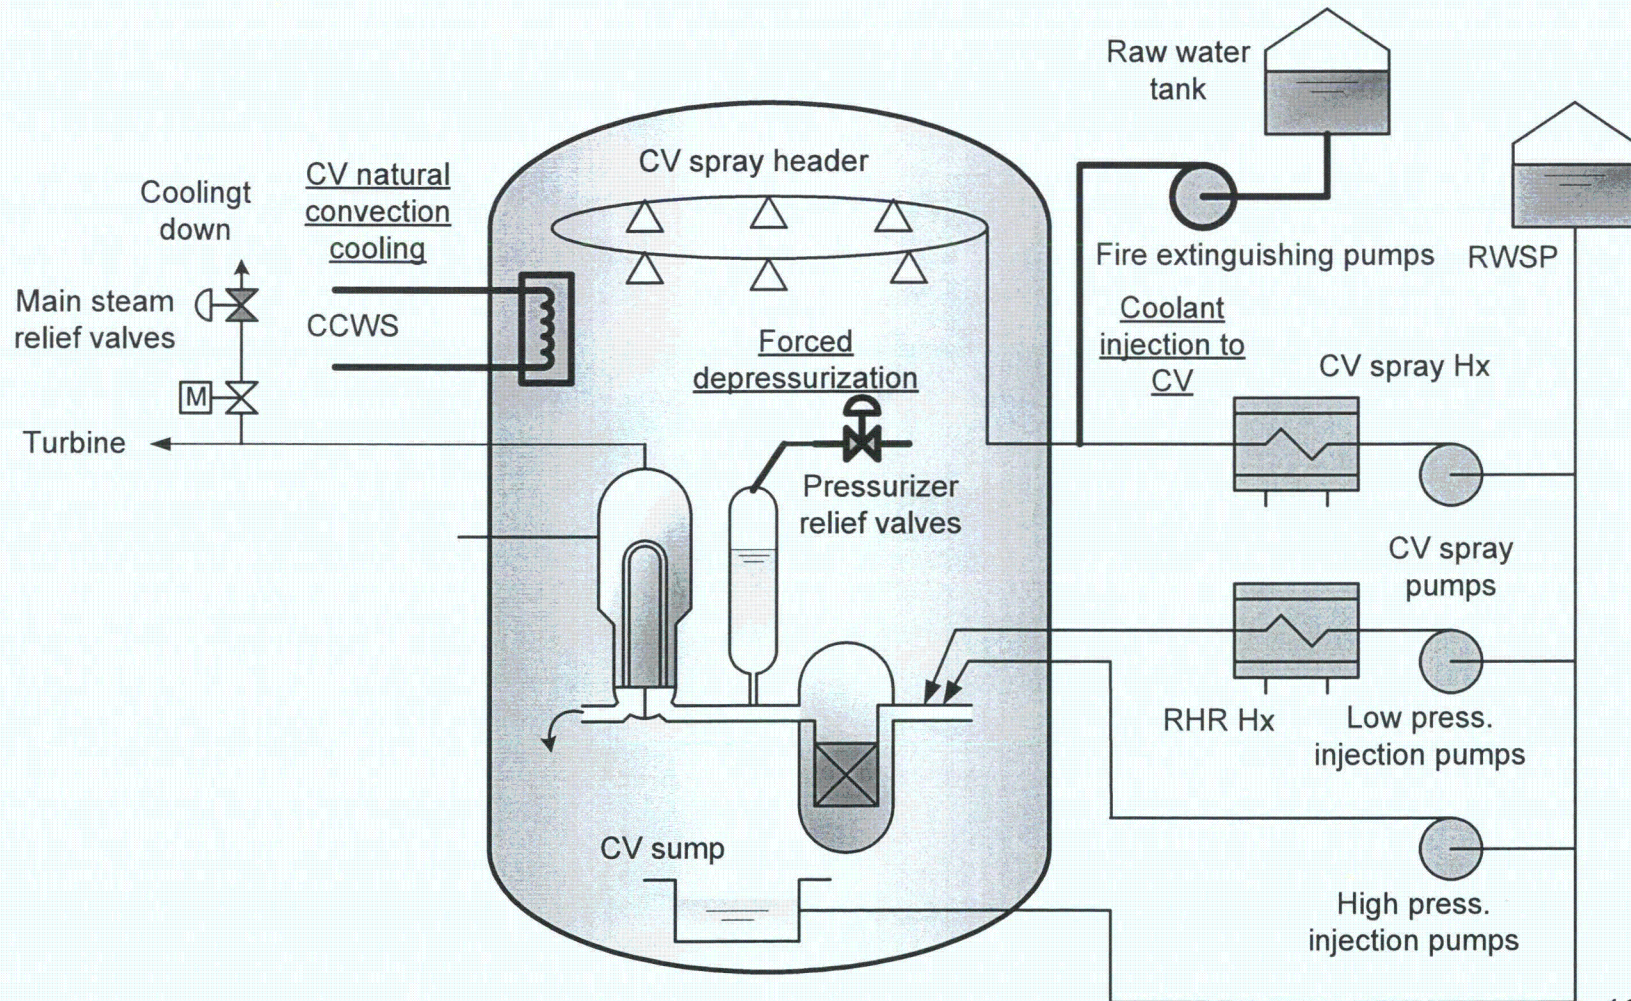 Raw water
tank
CV spray header
CV natural
convection
cooling
Coolingt
down
Fire extinguishing pumps
RWSP
Main steam
relief valves
CCWS
Coolant
injection to
CV
Forced
depressurization
CV spray Hx
M
Turbine
Pressurizer
relief valves
CV spray
pumps
RHR Hx
Low press.
injection pumps
CV sump
High press.
injection pumps